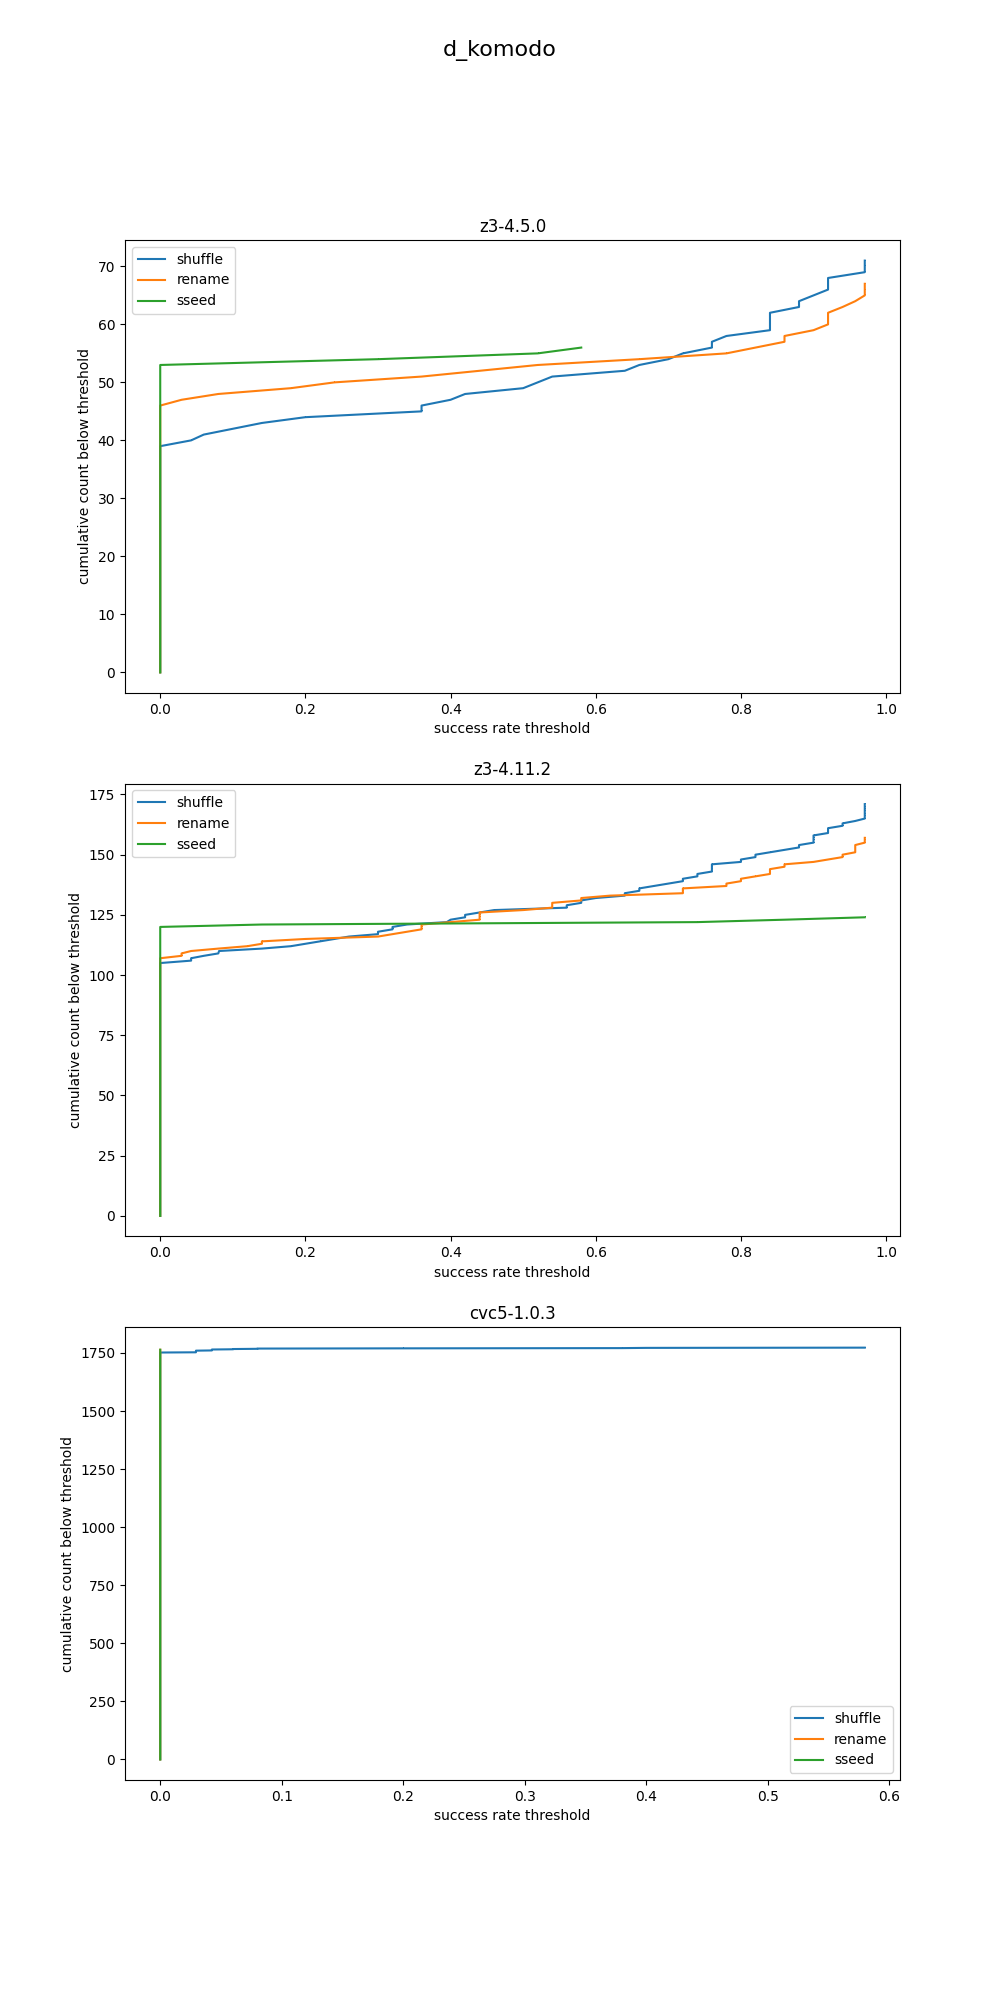 d_komodo
z3-4.5.0
shuffle
rename
sseed
70
60
50
40
30
20
10
0
cumulative count below threshold
0.0 0.2 0.4 0.6 0.8 1.0
success rate threshold
z3-4.11.2
shuffle
rename
sseed
175
150
125
100
75
50
25
0
cumulative count below threshold
0.0 0.2 0.4 0.6 0.8 1.0
success rate threshold
cvc5-1.0.3
1750
1500
1250
1000
750
500
250
0
cumulative count below threshold
shuffle
rename
sseed
0.0 0.1 0.2 0.3 0.4 0.5 0.6
success rate threshold